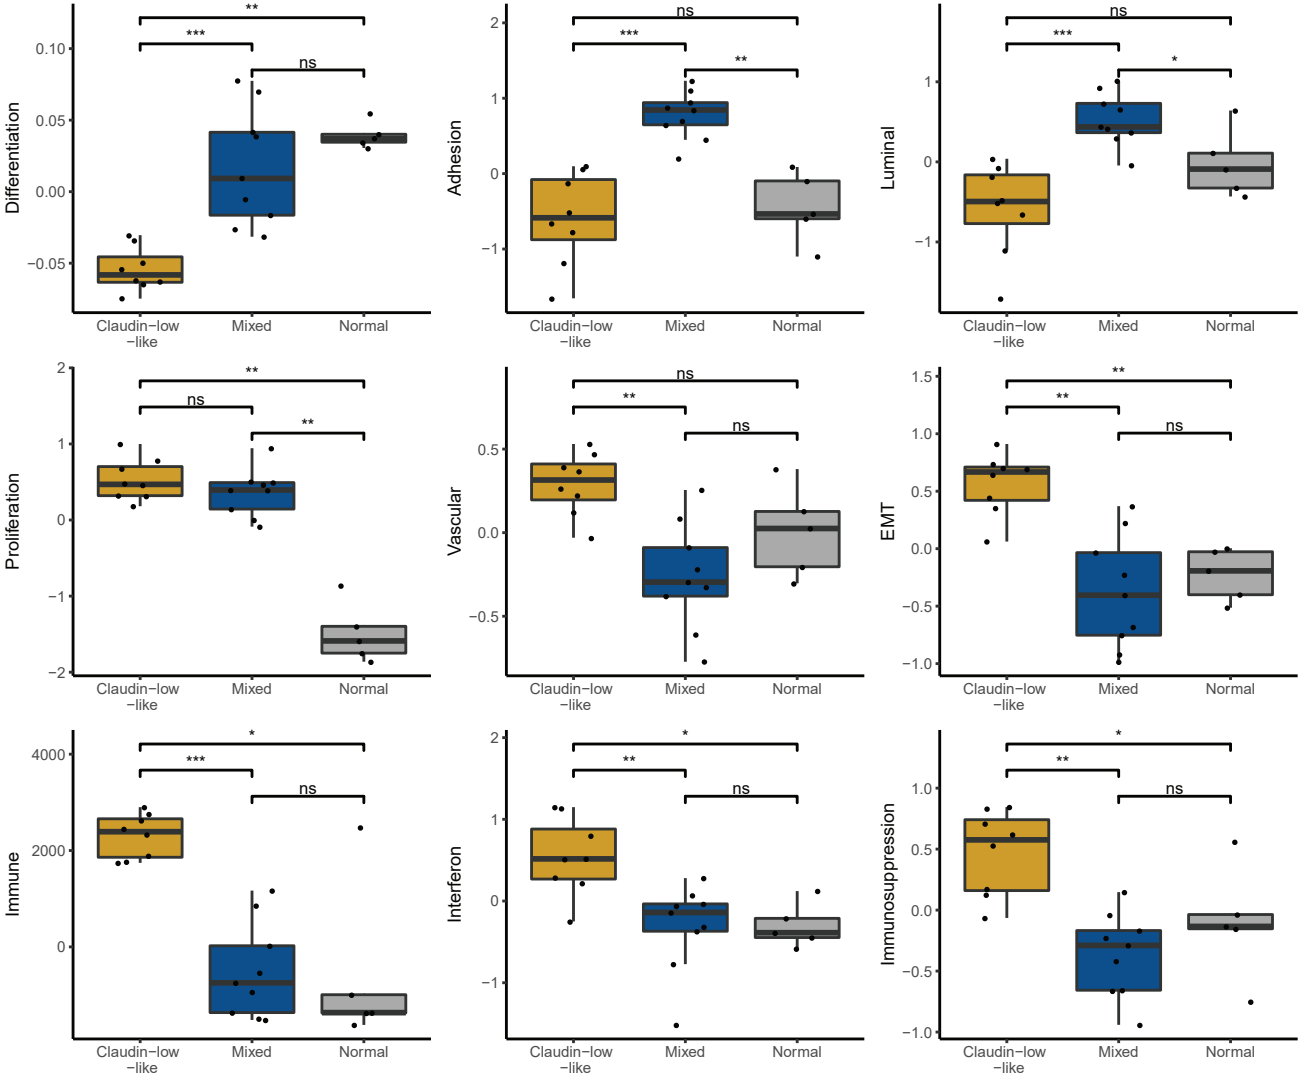 **
***
ns
0.10
0.05
0.00
−0.05
Differentiation
Claudin−low
−like
Mixed
Normal
ns
***
**
2
1
0
−1
Adhesion
Claudin−low
−like
Mixed
Normal
ns
***
*
1
0
−1
Luminal
Claudin−low
−like
Mixed
Normal
**
ns
**
2
1
0
−1
−2
Proliferation
Claudin−low
−like
Mixed
Normal
ns
**
ns
0.5
0.0
−0.5
Vascular
Claudin−low
−like
Mixed
Normal
**
**
ns
1.5
1.0
0.5
0.0
−0.5
−1.0
EMT
Claudin−low
−like
Mixed
Normal
*
***
ns
4000
2000
0
Immune
Claudin−low
−like
Mixed
Normal
*
**
ns
2
1
0
−1
Interferon
Claudin−low
−like
Mixed
Normal
*
**
ns
1.0
0.5
0.0
−0.5
−1.0
Immunosuppression
Claudin−low
−like
Mixed
Normal